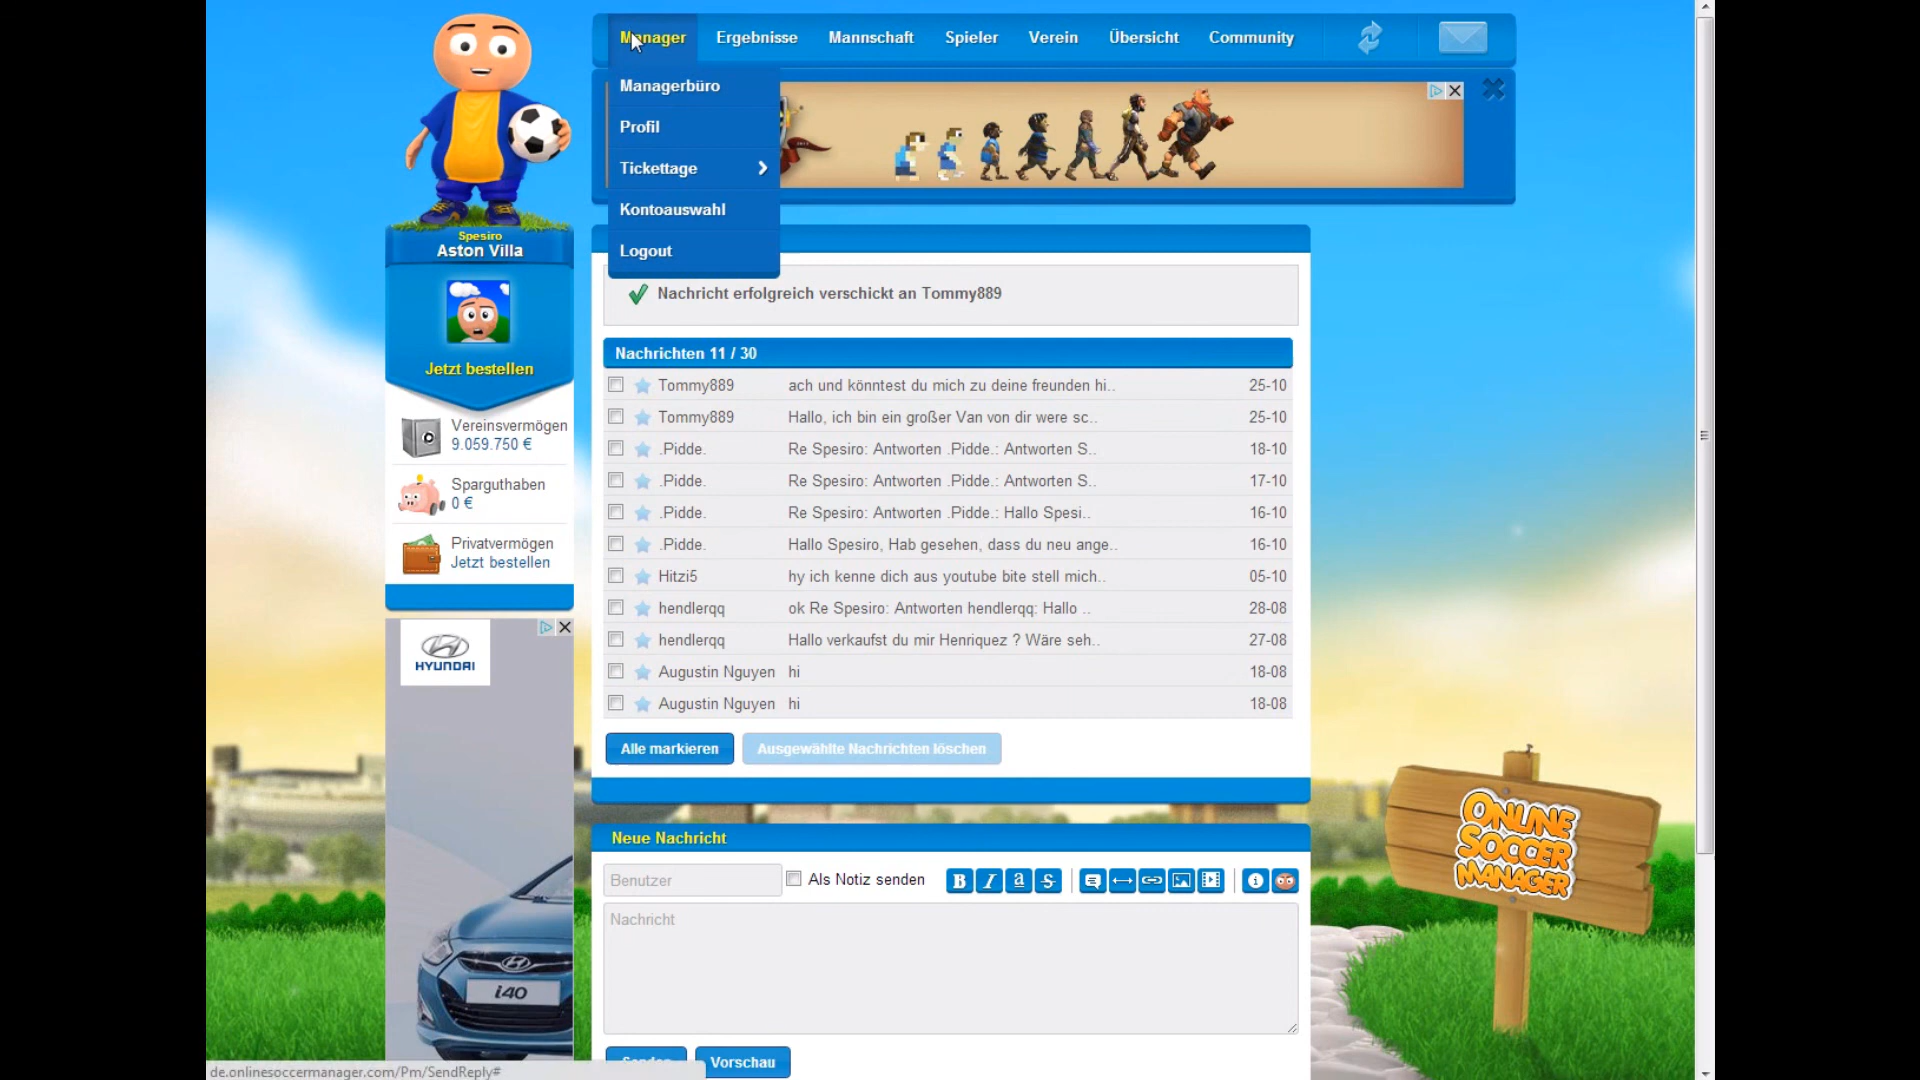 Manager Ergebnisse Mannschaft Spieler Verein Übersicht Community
Managerbüro
Profil
Tickettage
Kontoauswahl
Logout
Spesiro
Aston Villa
Jetzt bestellen
Vereinsvermögen
9.059.750 €
Sparguthaben
0 €
Privatvermögen
Jetzt bestellen
HYUNDAI
i40
Nachricht erfolgreich verschickt an Tommy889
Nachrichten 11 / 30
Tommy889 ach und könntest du mich zu deine freunden hi.. 25-10
Tommy889 Hallo, ich bin ein großer Van von dir were sc.. 25-10
.Pidde. Re Spesiro: Antworten .Pidde.: Antworten S.. 18-10
.Pidde. Re Spesiro: Antworten .Pidde.: Antworten S.. 17-10
.Pidde. Re Spesiro: Antworten .Pidde.: Hallo Spesi.. 16-10
.Pidde. Hallo Spesiro, Hab gesehen, dass du neu ange.. 16-10
Hitzi5 hy ich kenne dich aus youtube bite stell mich.. 05-10
hendlerqq ok Re Spesiro: Antworten hendlerqq: Hallo .. 28-08
hendlerqq Hallo verkaufst du mir Henriquez ? Wäre seh.. 27-08
Augustin Nguyen hi 18-08
Augustin Nguyen hi 18-08
Alle markieren Ausgewählte Nachrichten löschen
Neue Nachricht
Benutzer Als Notiz senden B I a S
Nachricht
Senden Vorschau
ONLINE
SOCCER
MANAGER
de.onlinesoccermanager.com/Pm/SendReply#